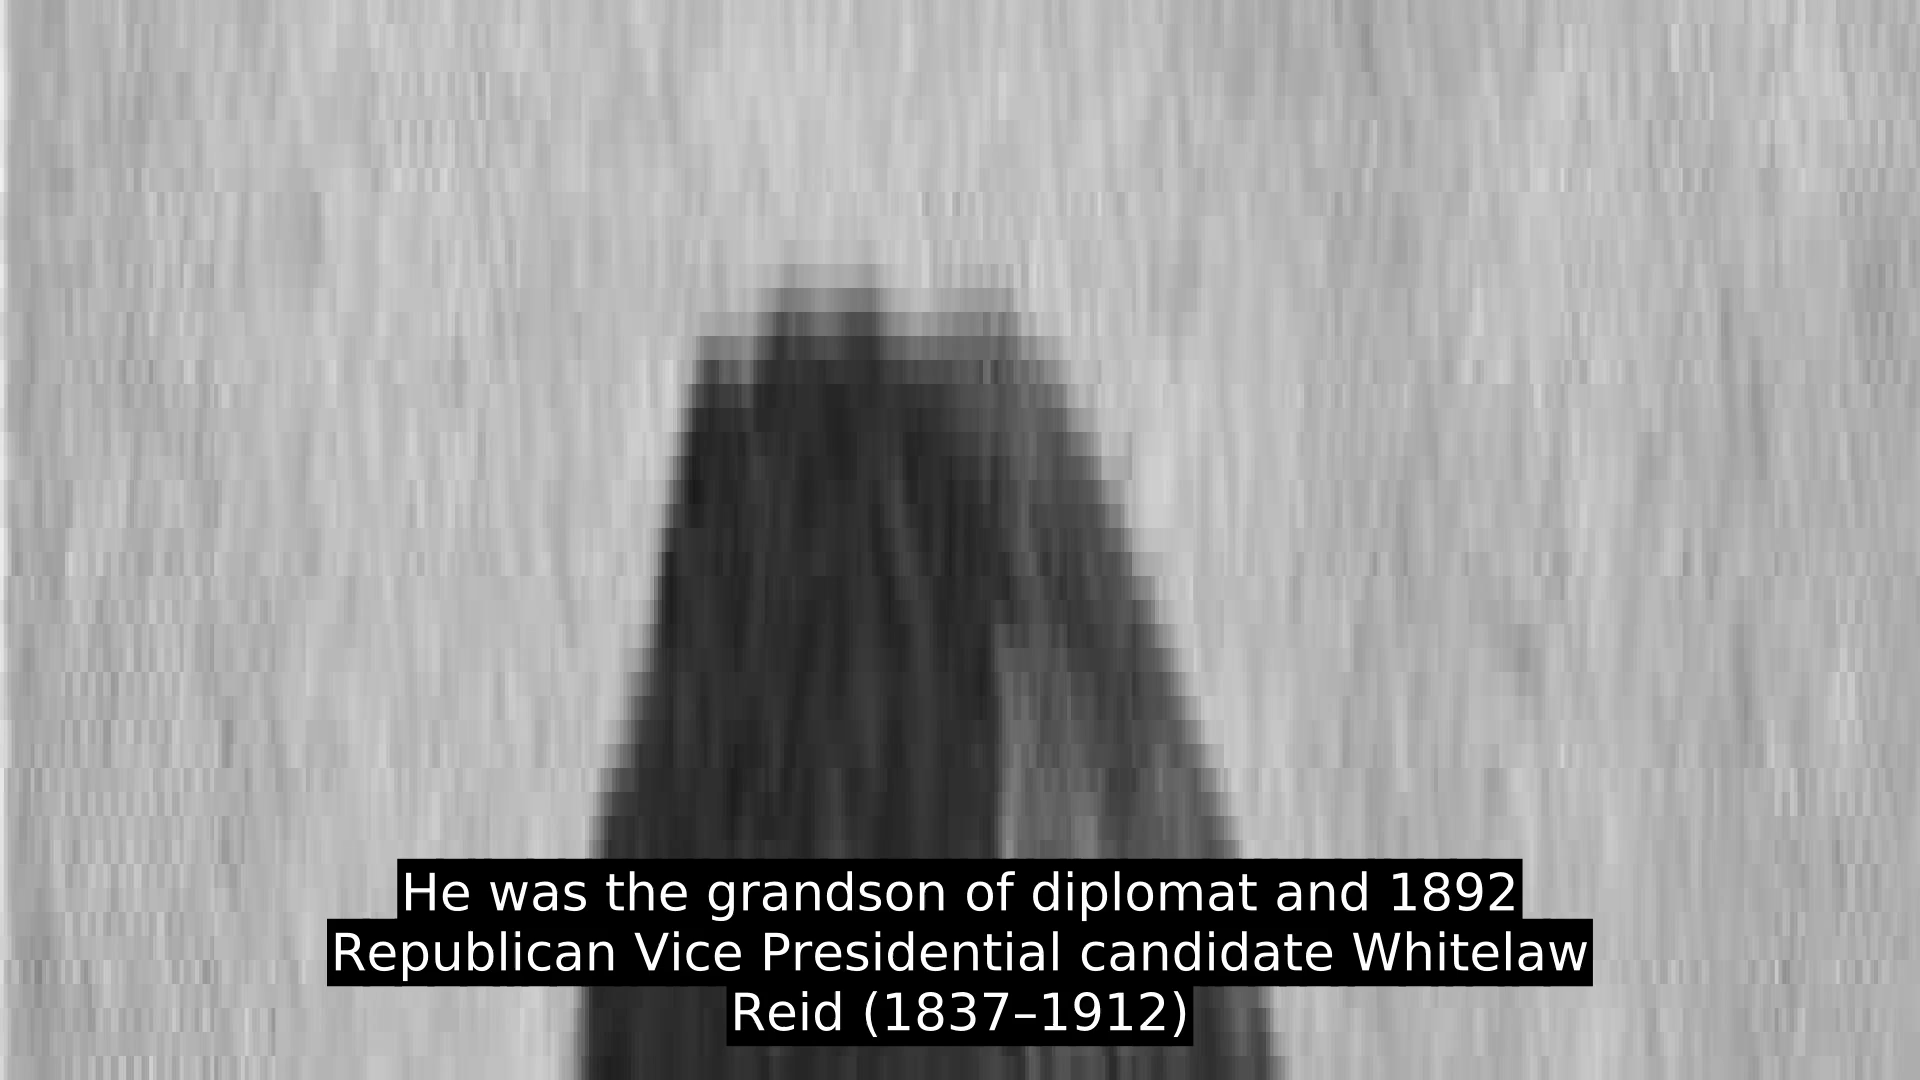 He was the grandson of diplomat and 1892
Republican Vice Presidential candidate Whitelaw
Reid (1837–1912)